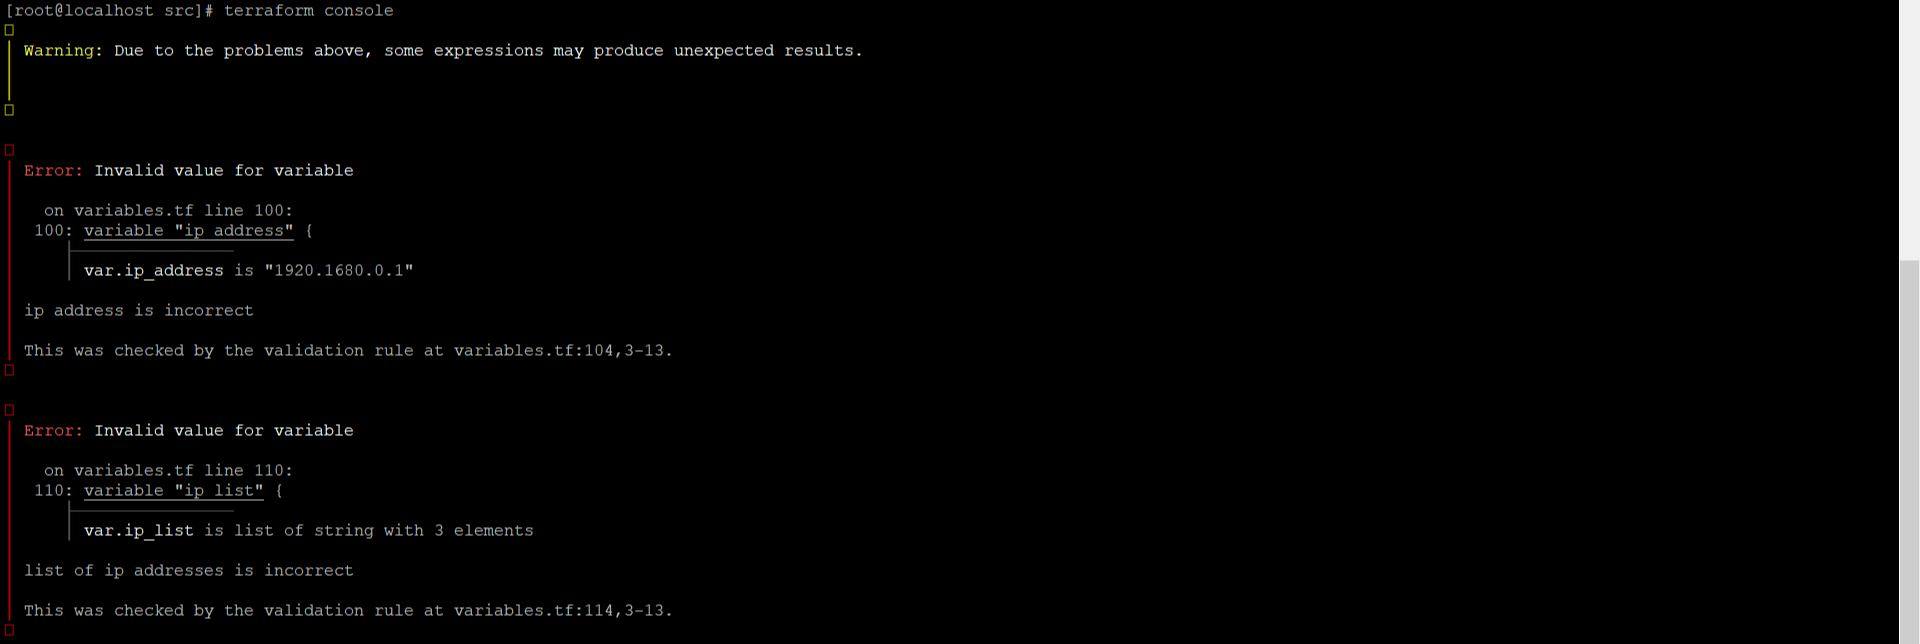 [root@localhost src]# terraform console
Warning: Due to the problems above, some expressions may produce unexpected results.
Error: Invalid value for variable
on variables.tf line 100:
100: variable "ip_address" {
var.ip_address is "1920.1680.0.1"
ip address is incorrect
This was checked by the validation rule at variables.tf:104,3-13.
Error: Invalid value for variable
on variables.tf line 110:
110: variable "ip_list" {
var.ip_list is list of string with 3 elements
list of ip addresses is incorrect
This was checked by the validation rule at variables.tf:114,3-13.